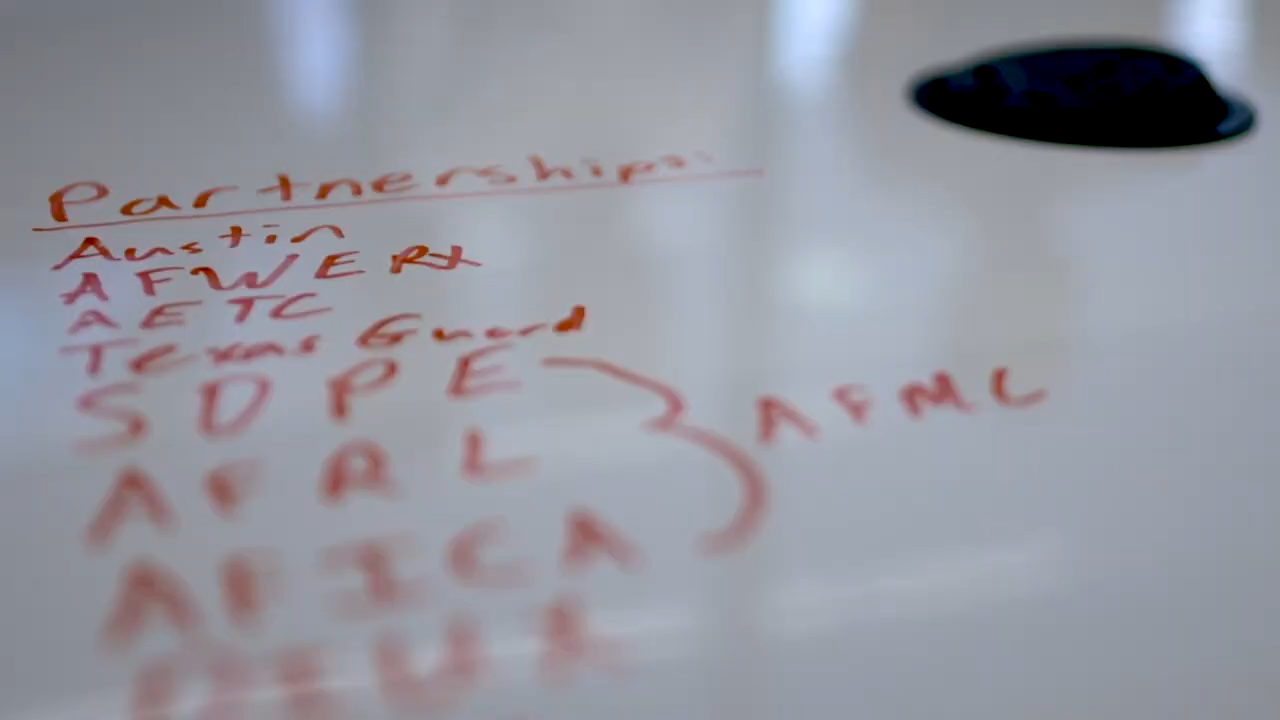 Partnerships:
Austin
AFWERX
AETC
Texas Guard
SDPE
AFRL
AFICA
AFMC